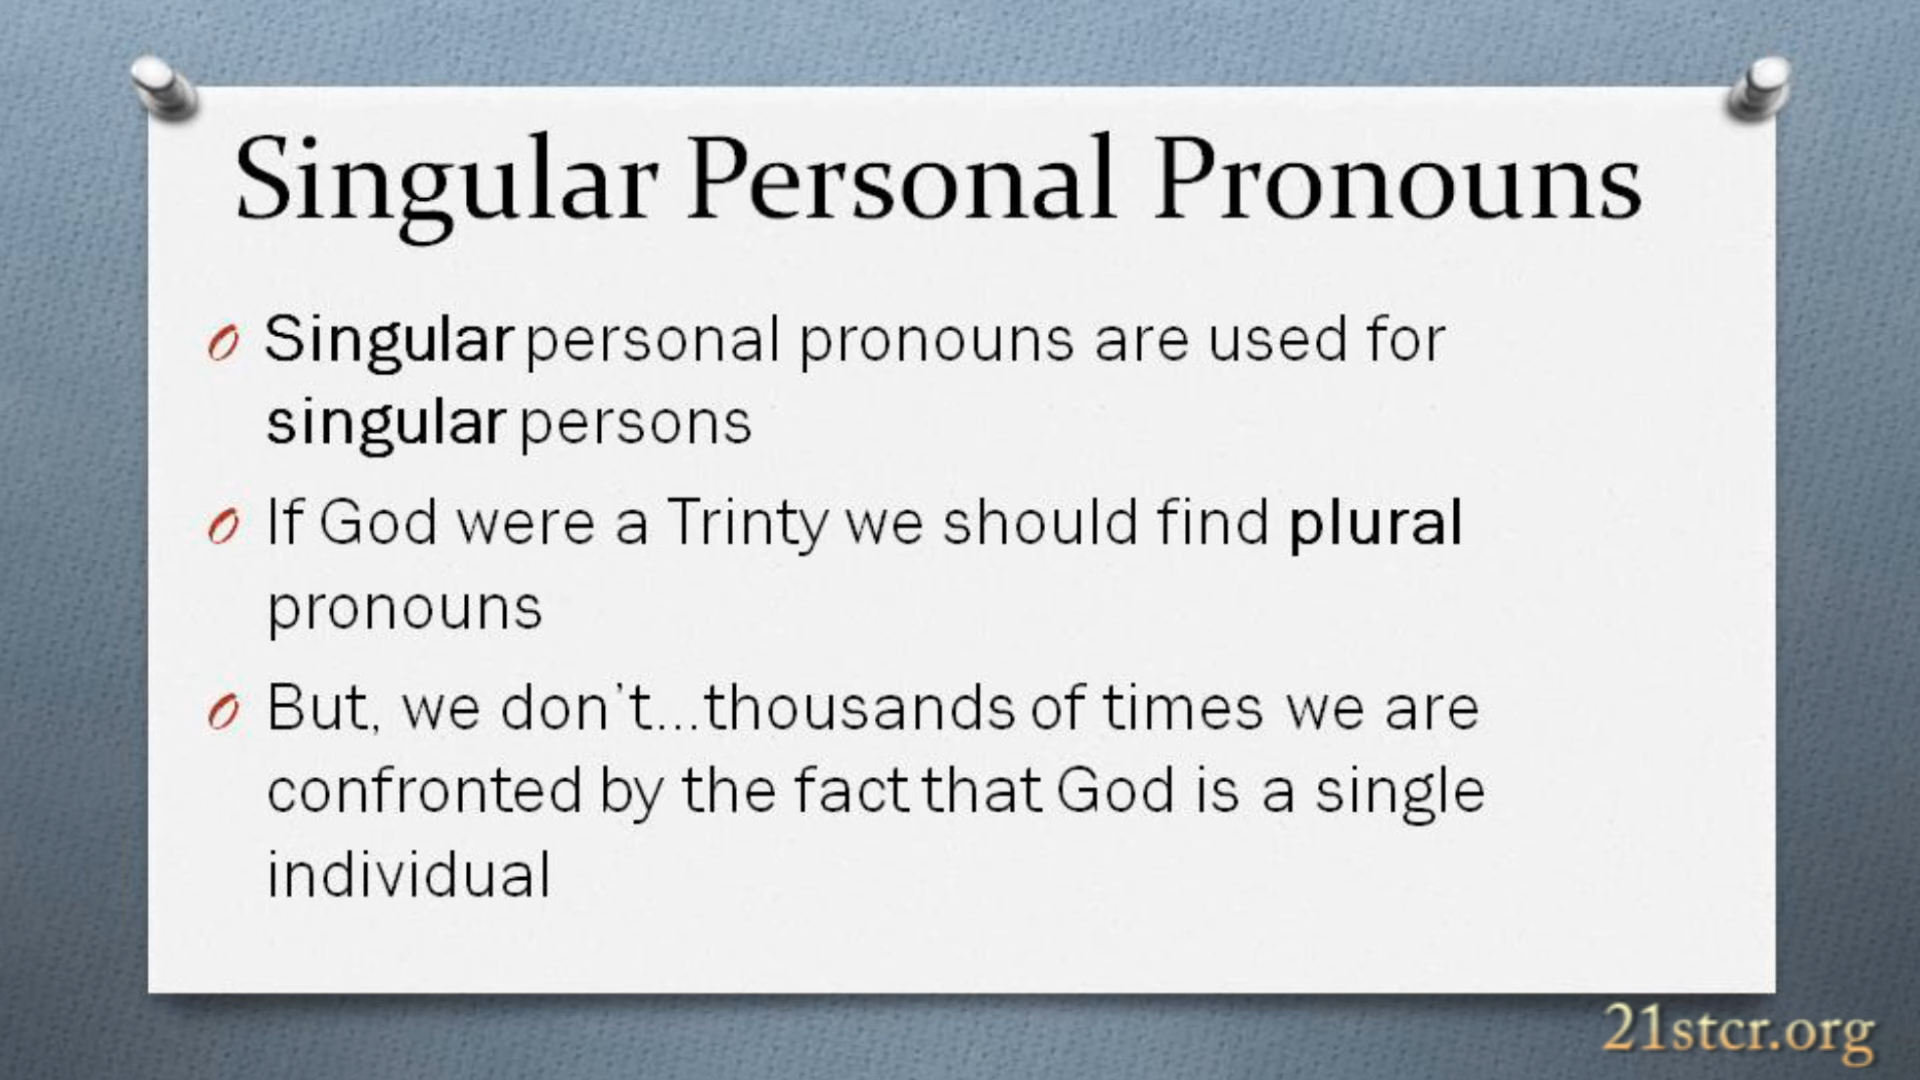 Singular Personal Pronouns
Singular personal pronouns are used for
singular persons
If God were a Trinty we should find plural
pronouns
But, we don't...thousands of times we are
confronted by the fact that God is a single
individual
21stcr.org